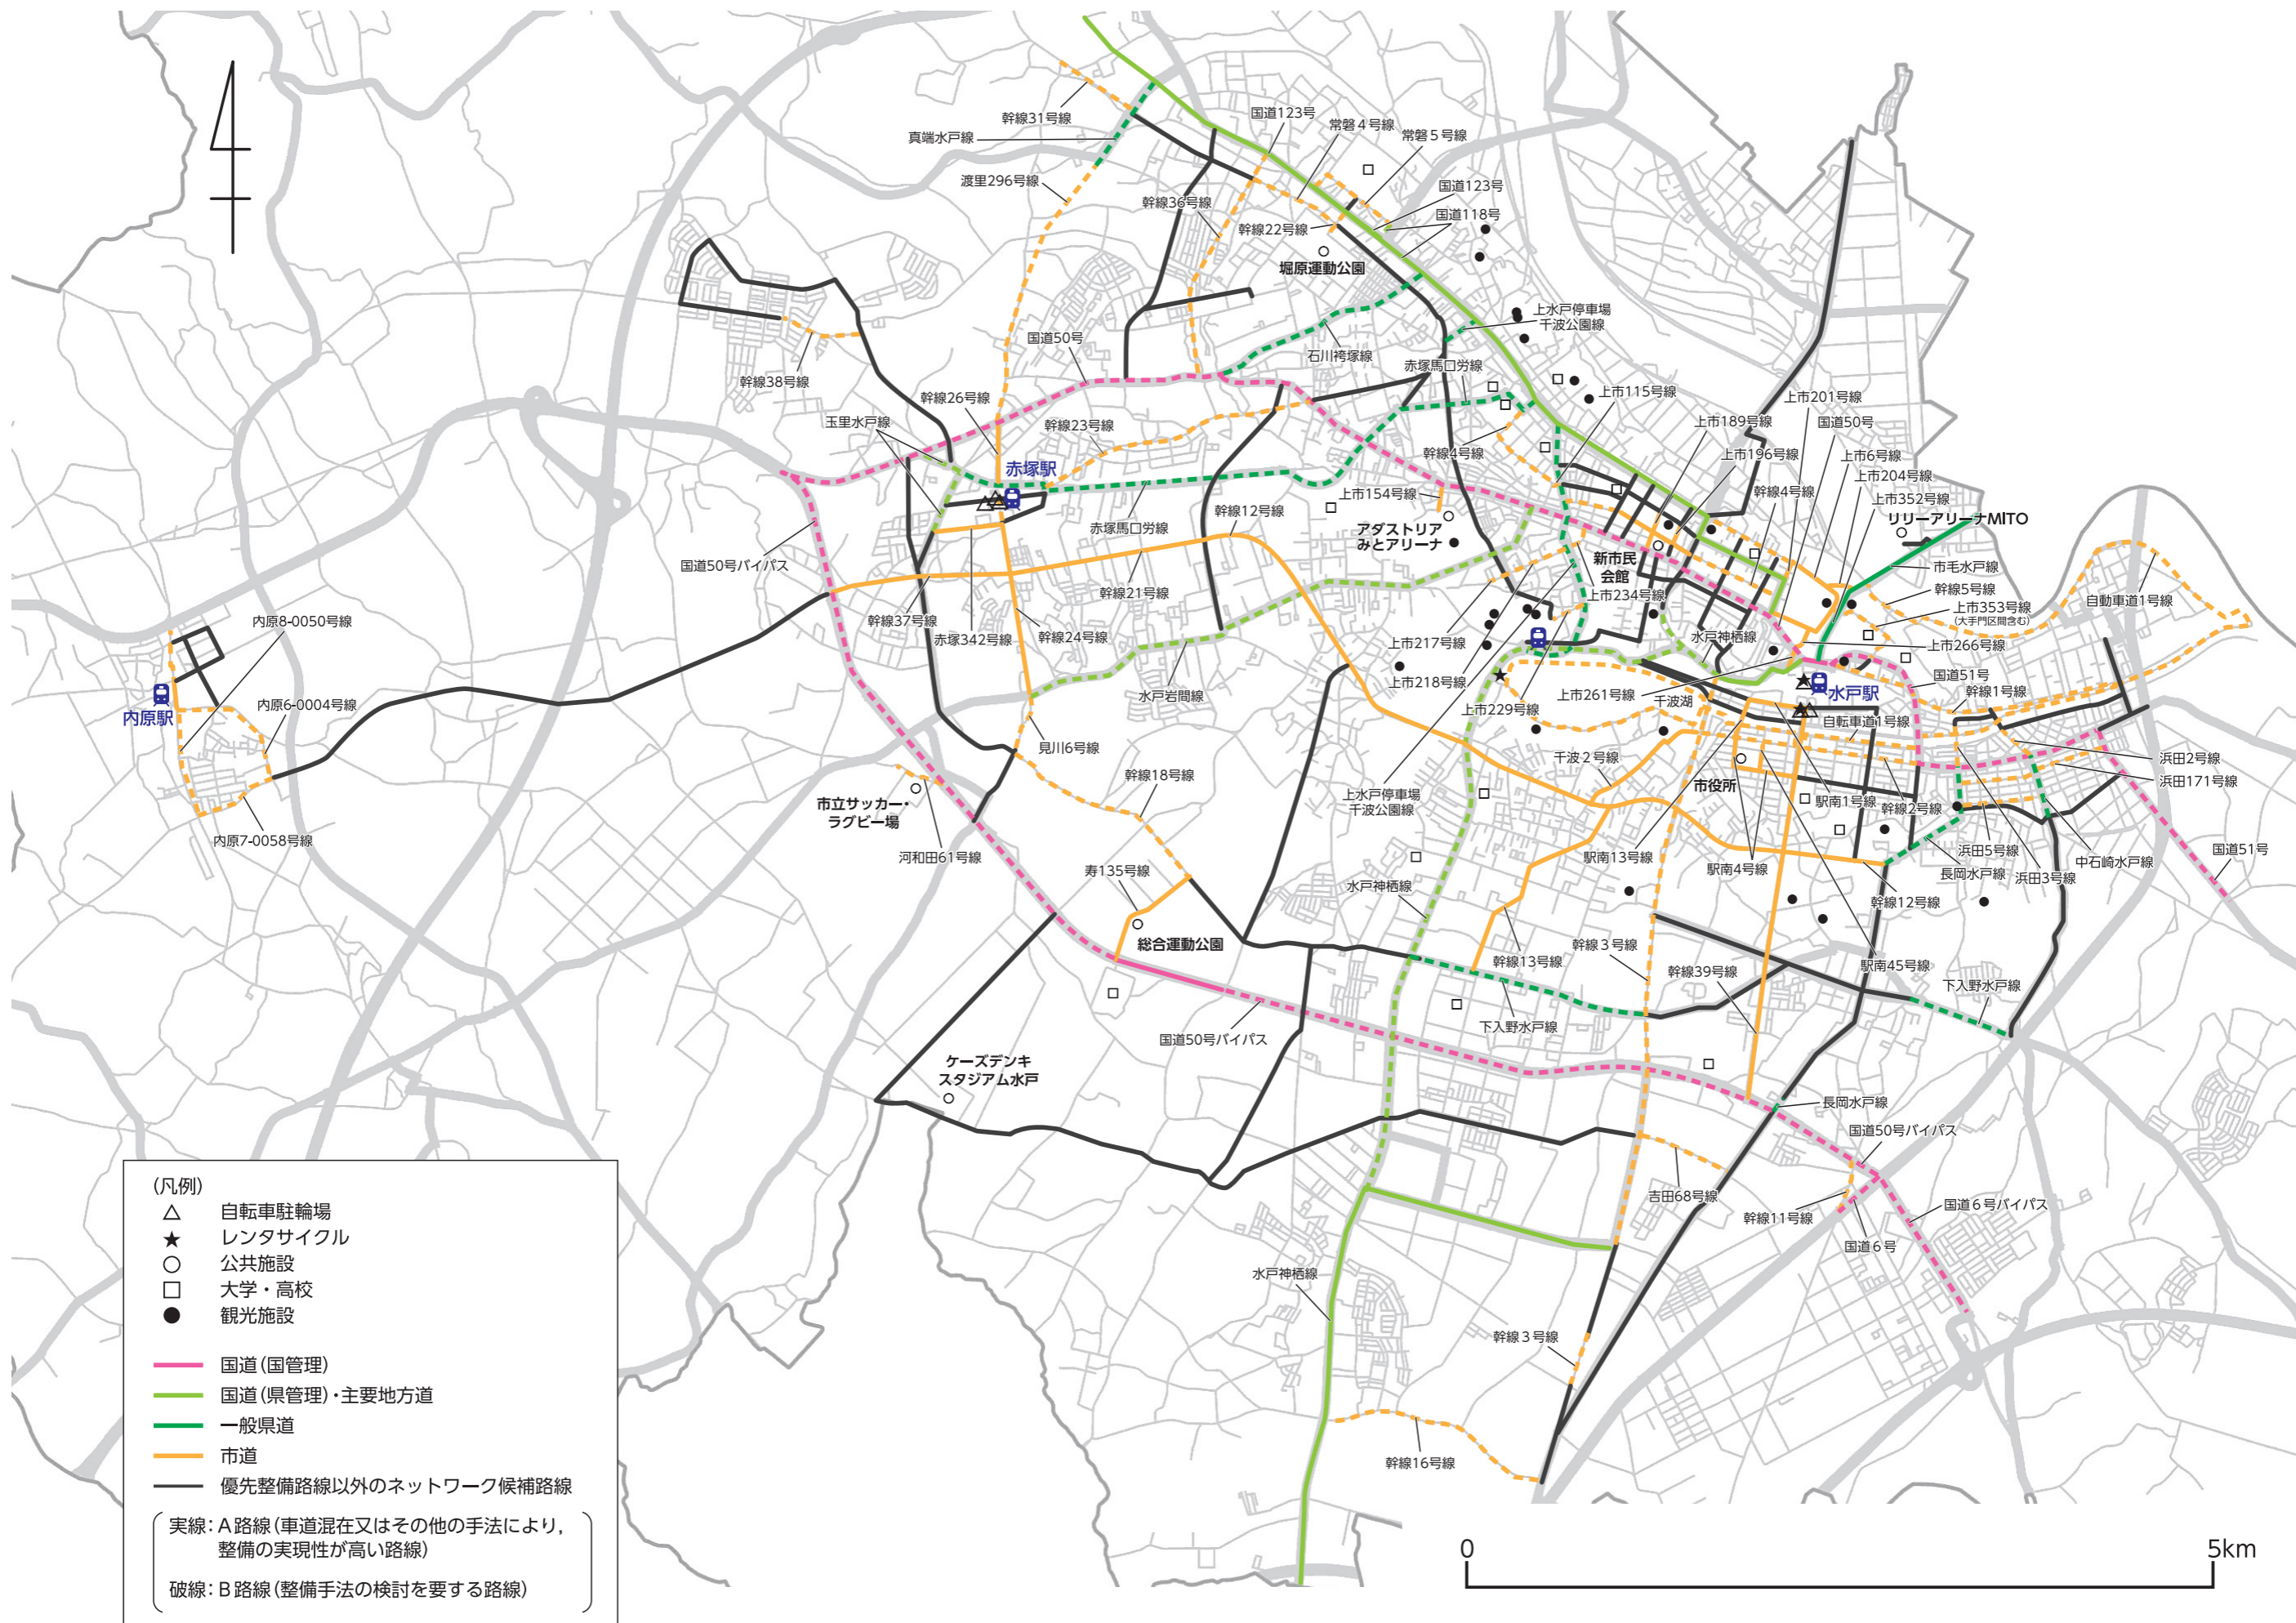 国道123号
常磐4号線
常磐5号線
幹線31号線
真端水戸線
渡里296号線
国道123号
幹線36号線
国道118号
幹線22号線
堀原運動公園
上水戸停車場
千波公園線
国道50号
石川袴塚線
赤塚馬口労線
幹線38号線
上市115号線
上市201号線
幹線26号線
玉里水戸線
幹線23号線
上市189号線
国道50号
幹線4号線
上市196号線
上市6号線
赤塚駅
上市204号線
上市154号線
幹線4号線
上市352号線
幹線12号線
リリーアリーナMITO
赤塚馬口労線
アダストリア
みとアリーナ
新市民
会館
国道50号バイパス
市毛水戸線
幹線5号線
幹線21号線
上市234号線
上市353号線
(大手門区間含む)
自動車道1号線
内原8-0050号線
幹線37号線
赤塚342号線
幹線24号線
上市217号線
水戸神栖線
上市266号線
上市218号線
国道51号
水戸岩間線
上市261号線
千波湖
水戸駅
幹線1号線
内原駅
内原6-0004号線
上市229号線
自転車道1号線
見川6号線
千波2号線
浜田2号線
幹線18号線
市役所
浜田171号線
市立サッカー・
ラグビー場
上水戸停車場
千波公園線
駅南1号線
幹線2号線
内原7-0058号線
河和田61号線
駅南13号線
駅南4号線
浜田5号線
国道51号
中石崎水戸線
寿135号線
水戸神栖線
長岡水戸線
浜田3号線
幹線12号線
総合運動公園
幹線13号線
幹線3号線
幹線39号線
駅南45号線
下入野水戸線
下入野水戸線
国道50号バイパス
ケーズデンキ
スタジアム水戸
長岡水戸線
国道50号バイパス
吉田68号線
幹線11号線
国道6号バイパス
国道6号
水戸神栖線
幹線3号線
幹線16号線
(凡例)
自転車駐輪場
レンタサイクル
公共施設
大学・高校
観光施設
国道(国管理)
国道(県管理)・主要地方道
一般県道
市道
優先整備路線以外のネットワーク候補路線
実線:A路線(車道混在又はその他の手法により,
整備の実現性が高い路線)
破線:B路線(整備手法の検討を要する路線)
0 5km